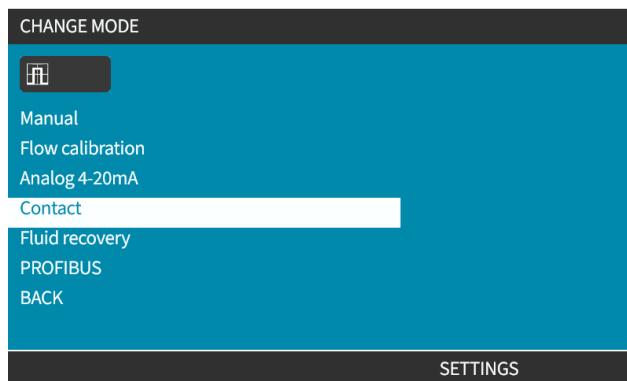 CHANGE MODE
Manual
Flow calibration
Analog 4-20mA
Contact
Fluid recovery
PROFIBUS
BACK
SETTINGS